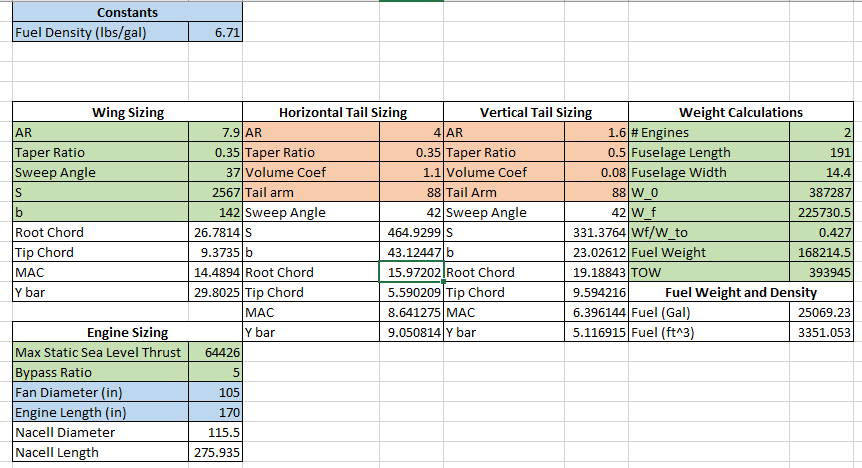 Constants
Fuel Density (lbs/gal) 6.71
Wing Sizing Horizontal Tail Sizing Vertical Tail Sizing Weight Calculations
AR 7.9 AR 4 AR 1.6 # Engines 2
Taper Ratio 0.35 Taper Ratio 0.35 Taper Ratio 0.5 Fuselage Length 191
Sweep Angle 37 Volume Coef 1.1 Volume Coef 0.08 Fuselage Width 14.4
S 2567 Tail arm 88 Tail Arm 88 W_0 387287
b 142 Sweep Angle 42 Sweep Angle 42 W_f 225730.5
Root Chord 26.7814 S 464.9299 S 331.3764 Wf/W_to 0.427
Tip Chord 9.3735 b 43.12447 b 23.02612 Fuel Weight 168214.5
MAC 14.4894 Root Chord 15.97202 Root Chord 19.18843 TOW 393945
Y bar 29.8025 Tip Chord 5.590209 Tip Chord 9.594216 Fuel Weight and Density
MAC 8.641275 MAC 6.396144 Fuel (Gal) 25069.23
Engine Sizing Y bar 9.050814 Y bar 5.116915 Fuel (ft^3) 3351.053
Max Static Sea Level Thrust 64426
Bypass Ratio 5
Fan Diameter (in) 105
Engine Length (in) 170
Nacell Diameter 115.5
Nacell Length 275.935